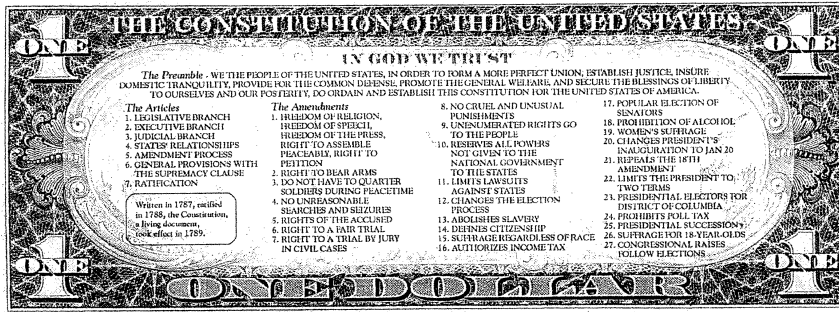 THE CONSTITUTION OF THE UNITED STATES
1
1
ONE
ONE
IN GOD WE TRUST
The Preamble - WE THE PEOPLE OF THE UNITED STATES, IN ORDER TO FORM A MORE PERFECT UNION, ESTABLISH JUSTICE, INSURE
DOMESTIC TRANQUILITY, PROVIDE FOR THE COMMON DEFENSE, PROMOTE THE GENERAL WELFARE, AND SECURE THE BLESSINGS OF LIBERTY
TO OURSELVES AND OUR POSTERITY, DO ORDAIN AND ESTABLISH THIS CONSTITUTION FOR THE UNITED STATES OF AMERICA.
The Articles
1. LEGISLATIVE BRANCH
2. EXECUTIVE BRANCH
3. JUDICIAL BRANCH
4. STATES' RELATIONSHIPS
5. AMENDMENT PROCESS
6. GENERAL PROVISIONS WITH
THE SUPREMACY CLAUSE
7. RATIFICATION
Written in 1787, ratified
in 1788, the Constitution,
a living document,
took effect in 1789.
The Amendments
1. FREEDOM OF RELIGION,
FREEDOM OF SPEECH,
FREEDOM OF THE PRESS,
RIGHT TO ASSEMBLE
PEACEABLY, RIGHT TO
PETITION
2. RIGHT TO BEAR ARMS
3. DO NOT HAVE TO QUARTER
SOLDIERS DURING PEACETIME
4. NO UNREASONABLE
SEARCHES AND SEIZURES
5. RIGHTS OF THE ACCUSED
6. RIGHT TO A FAIR TRIAL
7. RIGHT TO A TRIAL BY JURY
IN CIVIL CASES
8. NO CRUEL AND UNUSUAL
PUNISHMENTS
9. UNENUMERATED RIGHTS GO
TO THE PEOPLE
10. RESERVES ALL POWERS
NOT GIVEN TO THE
NATIONAL GOVERNMENT
TO THE STATES
11. LIMITS LAWSUITS
AGAINST STATES
12. CHANGES THE ELECTION
PROCESS
13. ABOLISHES SLAVERY
14. DEFINES CITIZENSHIP
15. SUFFRAGE REGARDLESS OF RACE
16. AUTHORIZES INCOME TAX
17. POPULAR ELECTION OF
SENATORS
18. PROHIBITION OF ALCOHOL
19. WOMEN'S SUFFRAGE
20. CHANGES PRESIDENT'S
INAUGURATION TO JAN 20
21. REPEALS THE 18TH
AMENDMENT
22. LIMITS THE PRESIDENT TO
TWO TERMS
23. PRESIDENTIAL ELECTORS FOR
DISTRICT OF COLUMBIA
24. PROHIBITS POLL TAX
25. PRESIDENTIAL SUCCESSION
26. SUFFRAGE FOR 18-YEAR-OLDS
27. CONGRESSIONAL RAISES
FOLLOW ELECTIONS
ONE
ONE
1
1
ONE DOLLAR